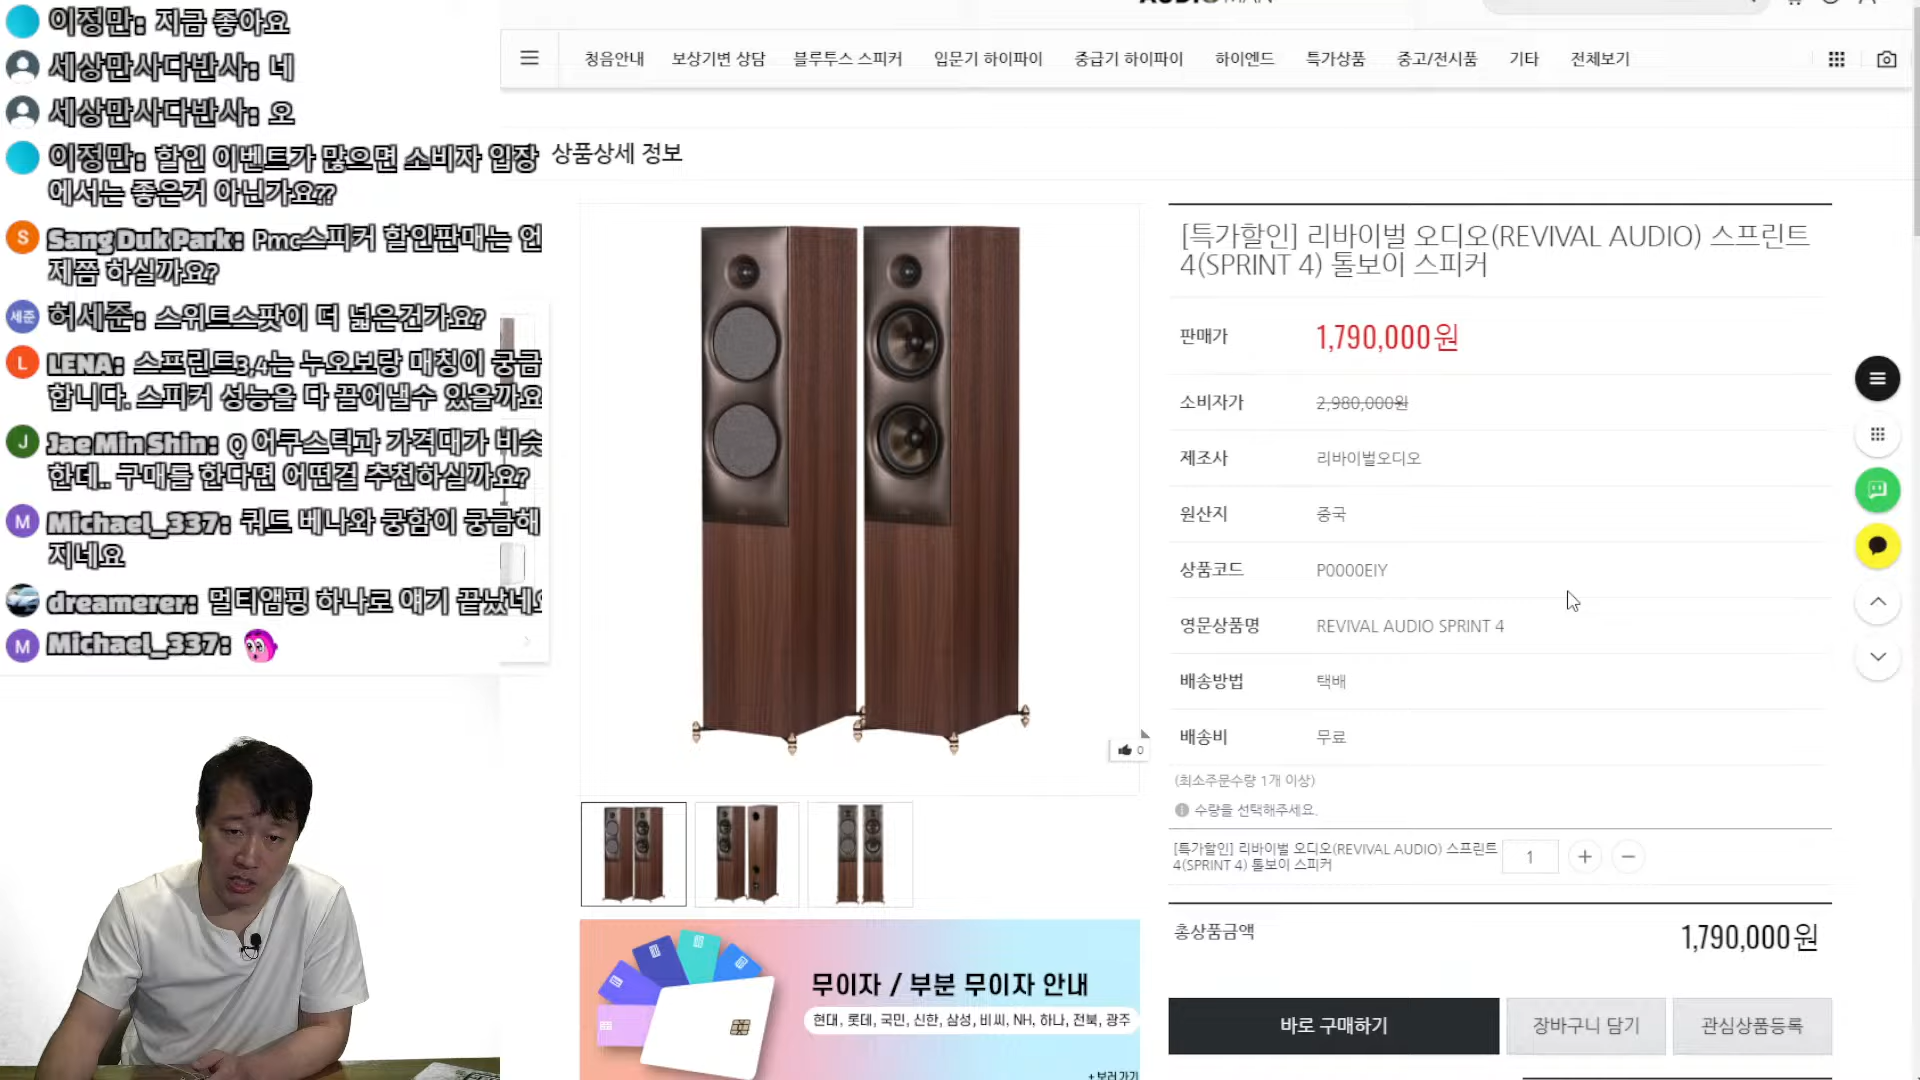 이정만: 지금 좋아요
세상만사다반사: 네
세상만사다반사: 오
이정만: 할인 이벤트가 많으면 소비자 입장
에서는 좋은거 아닌가요??
S
Sang Duk Park: Pmc스피커 할인판매는 언
제쯤 하실까요?
세준
허세준: 스위트스팟이 더 넓은건가요?
L
LENA: 스프린트3,4는 누오보랑 매칭이 궁금
합니다. 스피커 성능을 다 끌어낼수 있을까요
J
Jae Min Shin: Q 어쿠스틱과 가격대가 비슷
한데.. 구매를 한다면 어떤걸 추천하실까요?
M
Michael_337: 쿼드 베나와 궁합이 궁금해
지네요
dreamerer: 멀티앰핑 하나로 얘기 끝났네요
M
Michael_337:
청음안내
보상기변 상담
블루투스 스피커
입문기 하이파이
중급기 하이파이
하이엔드
특가상품
중고/전시품
기타
전체보기
상품상세 정보
[특가할인] 리바이벌 오디오(REVIVAL AUDIO) 스프린트
4(SPRINT 4) 톨보이 스피커
판매가 1,790,000원
소비자가 2,980,000원
제조사 리바이벌오디오
원산지 중국
상품코드 P0000EIY
영문상품명 REVIVAL AUDIO SPRINT 4
배송방법 택배
배송비 무료
0
(최소주문수량 1개 이상)
수량을 선택해주세요.
[특가할인] 리바이벌 오디오(REVIVAL AUDIO) 스프린트
4(SPRINT 4) 톨보이 스피커
1
총상품금액 1,790,000원
바로 구매하기
장바구니 담기
관심상품등록
무이자 / 부분 무이자 안내
현대, 롯데, 국민, 신한, 삼성, 비씨, NH, 하나, 전북, 광주
+ 보러가기